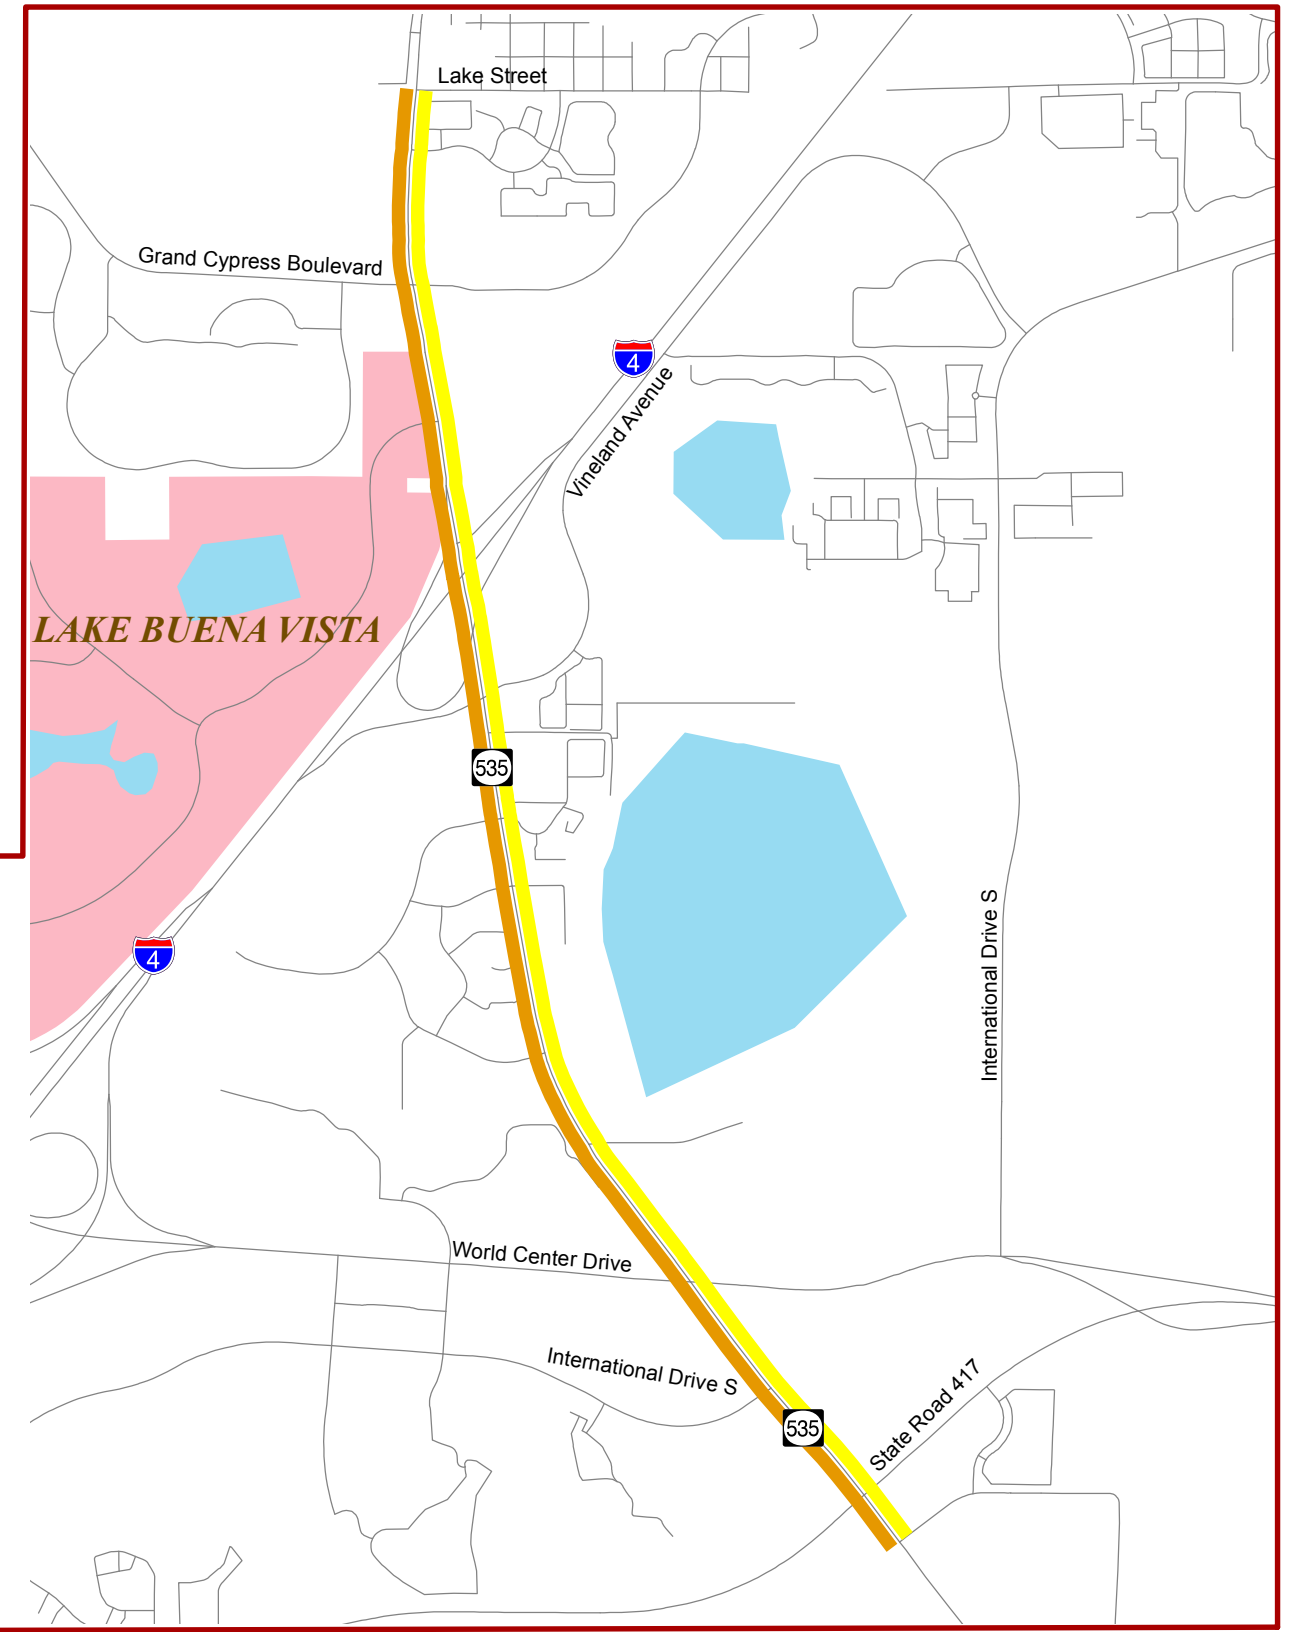 Lake Street
Grand Cypress Boulevard
4
Vineland Avenue
LAKE BUENA VISTA
535
4
International Drive S
World Center Drive
International Drive S
State Road 417
535